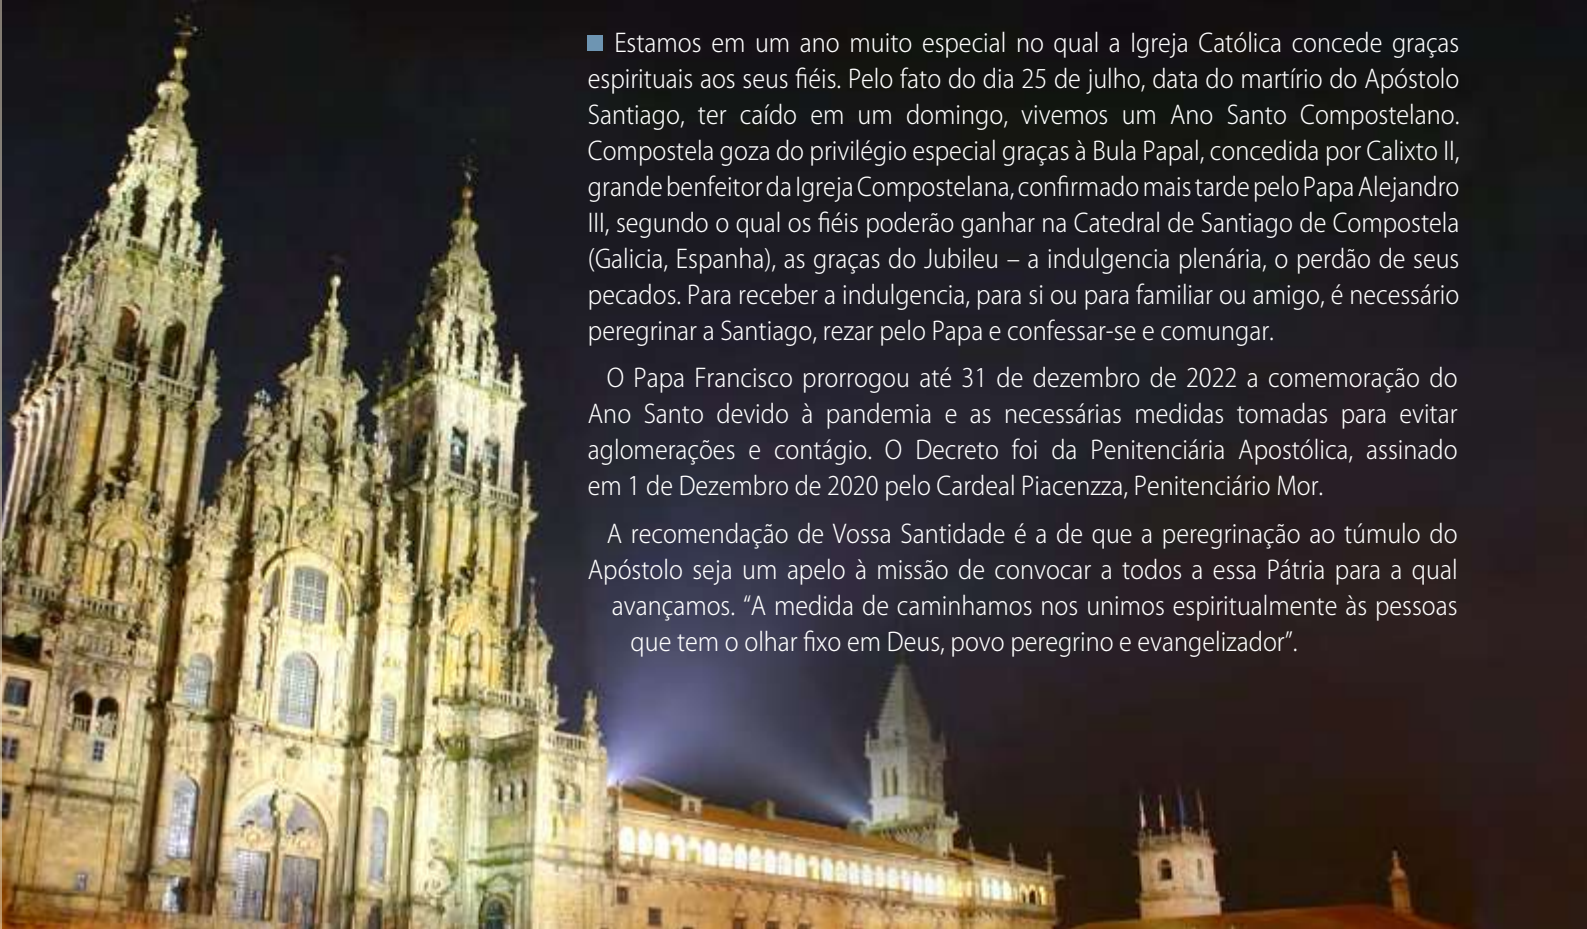 Estamos em um ano muito especial no qual a Igreja Católica concede graças
espirituais aos seus fiéis. Pelo fato do dia 25 de julho, data do martírio do Apóstolo
Santiago, ter caído em um domingo, vivemos um Ano Santo Compostelano.
Compostela goza do privilégio especial graças à Bula Papal, concedida por Calixto II,
grande benfeitor da Igreja Compostelana, confirmado mais tarde pelo Papa Alejandro
III, segundo o qual os fiéis poderão ganhar na Catedral de Santiago de Compostela
(Galicia, Espanha), as graças do Jubileu – a indulgencia plenária, o perdão de seus
pecados. Para receber a indulgencia, para si ou para familiar ou amigo, é necessário
peregrinar a Santiago, rezar pelo Papa e confessar-se e comungar.
O Papa Francisco prorrogou até 31 de dezembro de 2022 a comemoração do
Ano Santo devido à pandemia e as necessárias medidas tomadas para evitar
aglomerações e contágio. O Decreto foi da Penitenciária Apostólica, assinado
em 1 de Dezembro de 2020 pelo Cardeal Piacenzza, Penitenciário Mor.
A recomendação de Vossa Santidade é a de que a peregrinação ao túmulo do
Apóstolo seja um apelo à missão de convocar a todos a essa Pátria para a qual
avançamos. “A medida de caminhamos nos unimos espiritualmente às pessoas
que tem o olhar fixo em Deus, povo peregrino e evangelizador”.